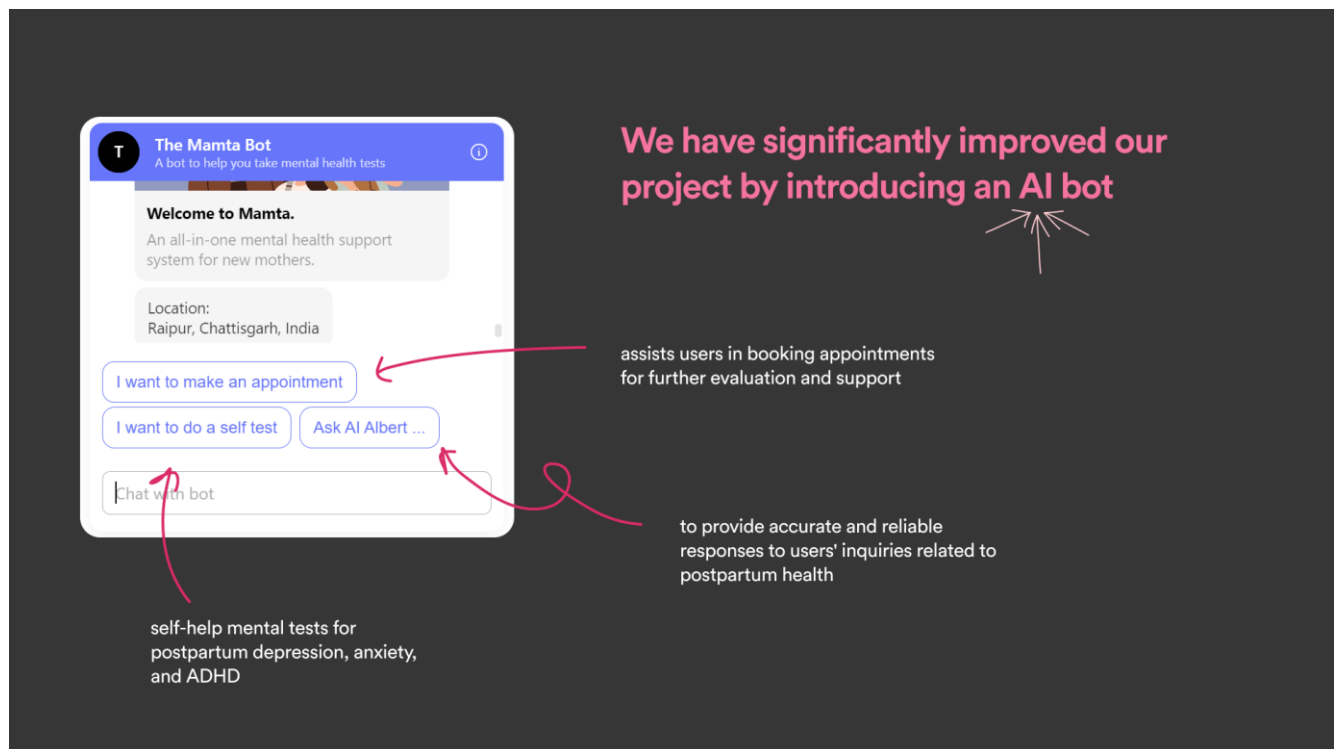 T
The Mamta Bot
A bot to help you take mental health tests
Welcome to Mamta.
An all-in-one mental health support
system for new mothers.
Location:
Raipur, Chattisgarh, India
I want to make an appointment
I want to do a self test
Ask AI Albert ...
Chat with bot
We have significantly improved our
project by introducing an AI bot
assists users in booking appointments
for further evaluation and support
to provide accurate and reliable
responses to users' inquiries related to
postpartum health
self-help mental tests for
postpartum depression, anxiety,
and ADHD